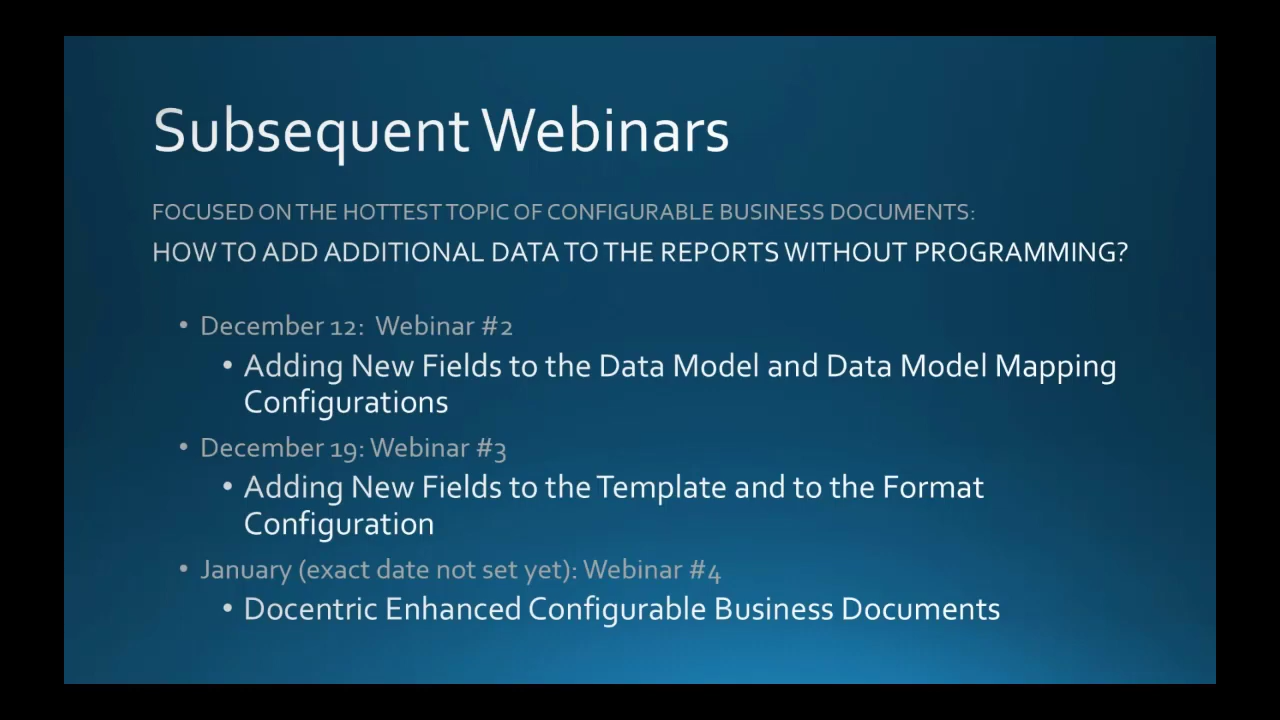 Subsequent Webinars
FOCUSED ON THE HOTTEST TOPIC OF CONFIGURABLE BUSINESS DOCUMENTS:
HOW TO ADD ADDITIONAL DATA TO THE REPORTS WITHOUT PROGRAMMING?
• December 12: Webinar #2
• Adding New Fields to the Data Model and Data Model Mapping
Configurations
• December 19: Webinar #3
• Adding New Fields to the Template and to the Format
Configuration
• January (exact date not set yet): Webinar #4
• Docentric Enhanced Configurable Business Documents